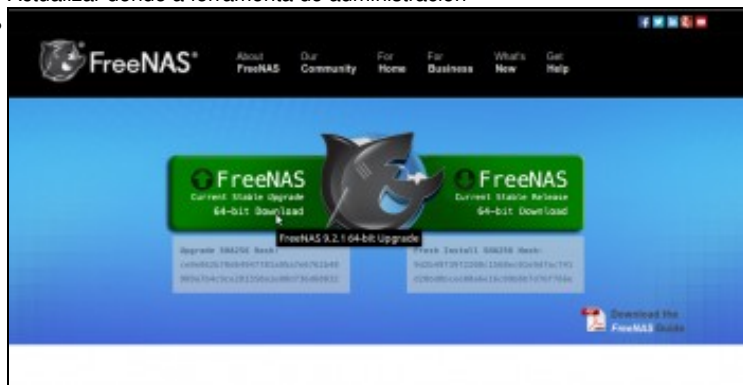 Actualizar dende a ferramenta de administración
FreeNAS
About FreeNAS
Our Community
For Home
For Business
What's New
Get Help
FreeNAS
Current Stable Upgrade
64-bit Download
FreeNAS
Current Stable Release
64-bit Download
FreeNAS 9.2.1 64-bit Upgrade
Upgrade SHA256 Hash:
Fresh Install SHA256 Hash:
Download the
FreeNAS Guide